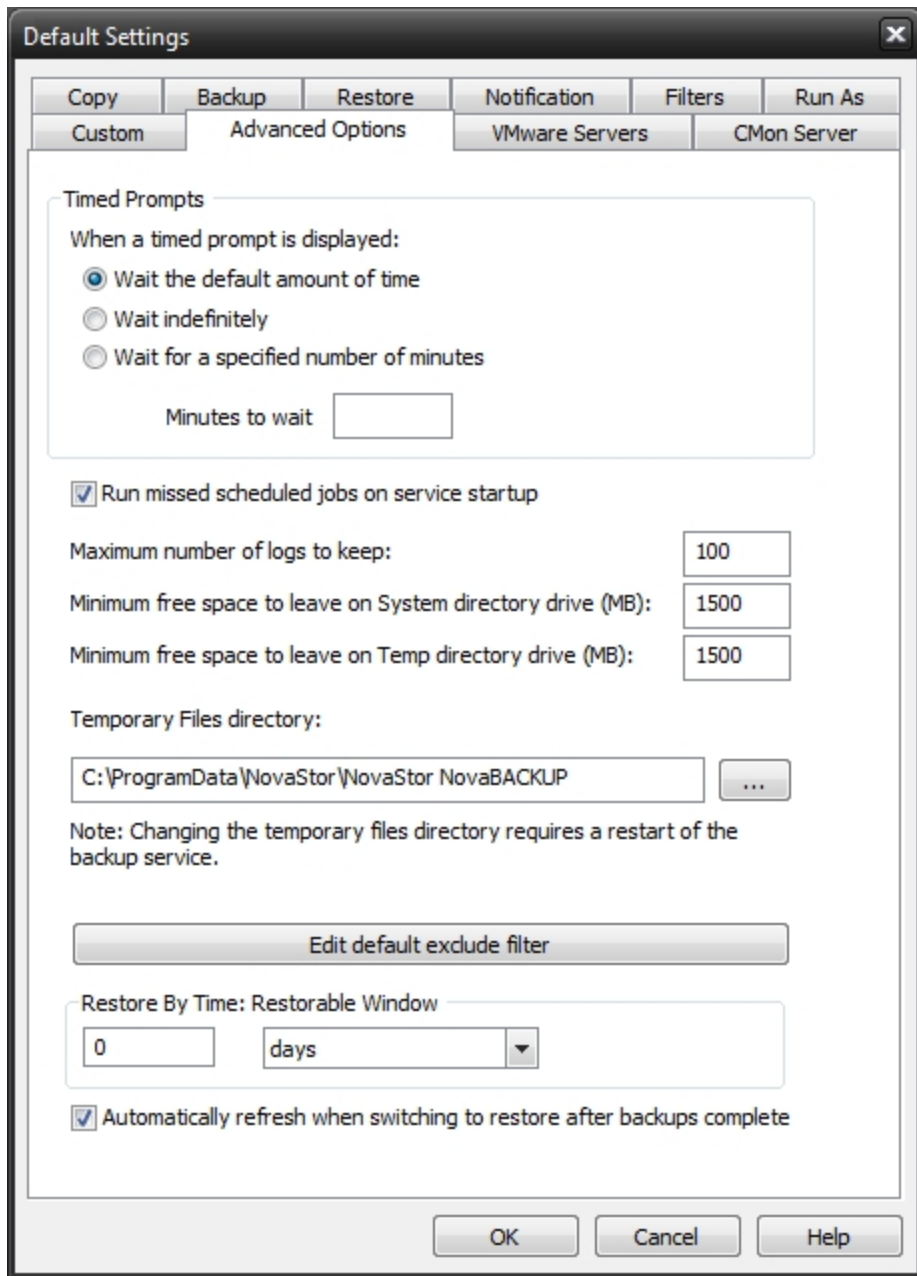 Default Settings
Copy
Backup
Restore
Notification
Filters
Run As
Custom
Advanced Options
VMware Servers
CMon Server
Timed Prompts
When a timed prompt is displayed:
Wait the default amount of time
Wait indefinitely
Wait for a specified number of minutes
Minutes to wait
Run missed scheduled jobs on service startup
Maximum number of logs to keep: 100
Minimum free space to leave on System directory drive (MB): 1500
Minimum free space to leave on Temp directory drive (MB): 1500
Temporary Files directory:
C:\ProgramData\NovaStor\NovaStor NovaBACKUP ...
Note: Changing the temporary files directory requires a restart of the
backup service.
Edit default exclude filter
Restore By Time: Restorable Window
0 days
Automatically refresh when switching to restore after backups complete
OK
Cancel
Help